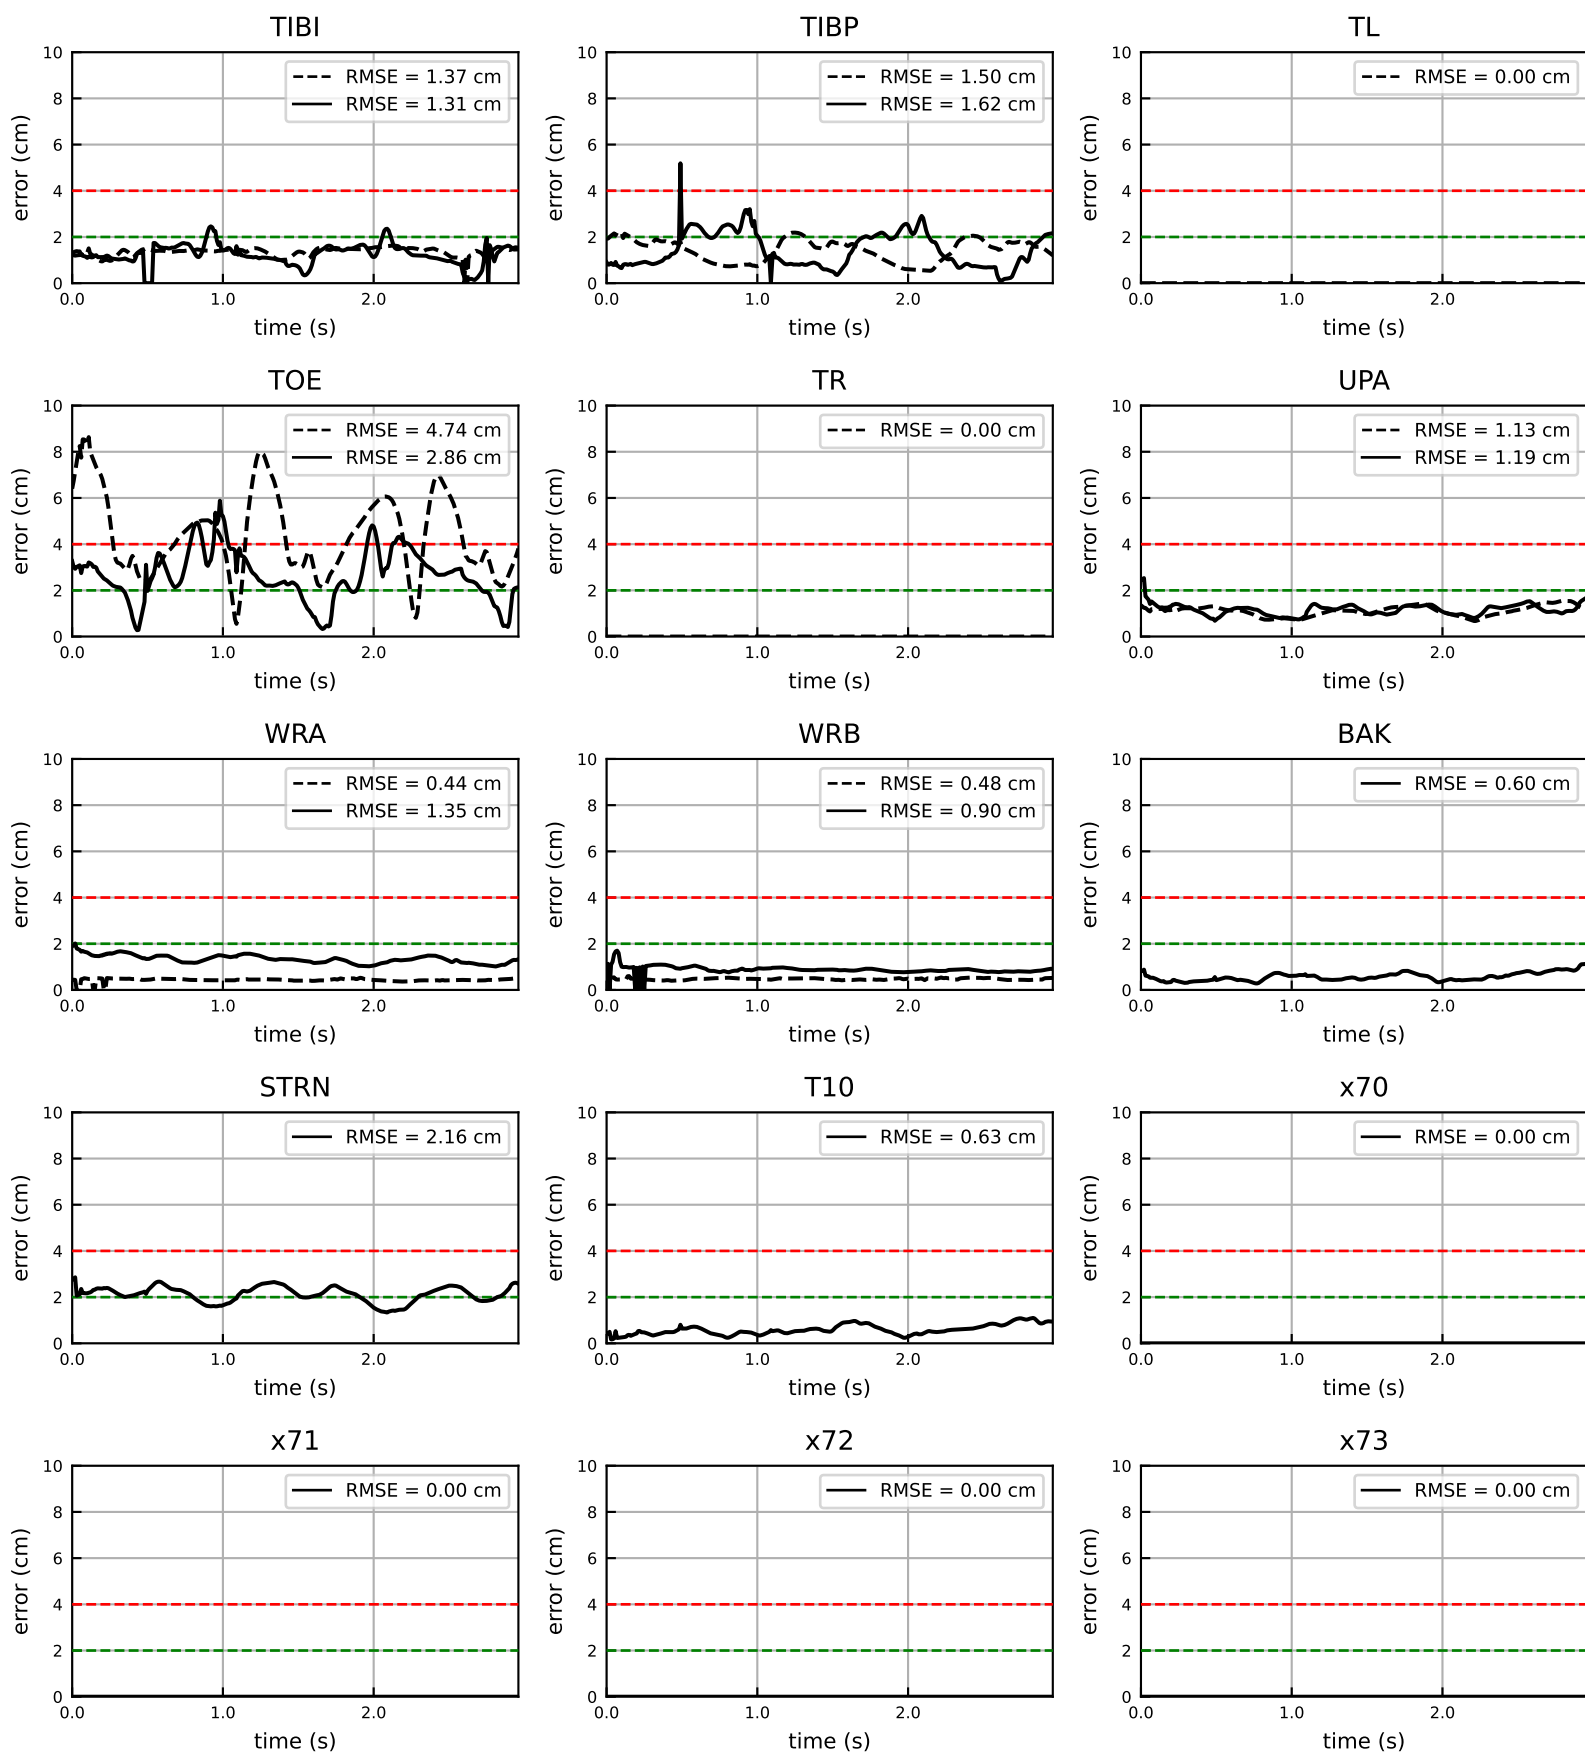 TIBI
RMSE = 1.37 cm
RMSE = 1.31 cm
error (cm)
10
8
6
4
2
0
0.0 1.0 2.0
time (s)
TIBP
RMSE = 1.50 cm
RMSE = 1.62 cm
error (cm)
10
8
6
4
2
0
0.0 1.0 2.0
time (s)
TL
RMSE = 0.00 cm
error (cm)
10
8
6
4
2
0
0.0 1.0 2.0
time (s)
TOE
RMSE = 4.74 cm
RMSE = 2.86 cm
error (cm)
10
8
6
4
2
0
0.0 1.0 2.0
time (s)
TR
RMSE = 0.00 cm
error (cm)
10
8
6
4
2
0
0.0 1.0 2.0
time (s)
UPA
RMSE = 1.13 cm
RMSE = 1.19 cm
error (cm)
10
8
6
4
2
0
0.0 1.0 2.0
time (s)
WRA
RMSE = 0.44 cm
RMSE = 1.35 cm
error (cm)
10
8
6
4
2
0
0.0 1.0 2.0
time (s)
WRB
RMSE = 0.48 cm
RMSE = 0.90 cm
error (cm)
10
8
6
4
2
0
0.0 1.0 2.0
time (s)
BAK
RMSE = 0.60 cm
error (cm)
10
8
6
4
2
0
0.0 1.0 2.0
time (s)
STRN
RMSE = 2.16 cm
error (cm)
10
8
6
4
2
0
0.0 1.0 2.0
time (s)
T10
RMSE = 0.63 cm
error (cm)
10
8
6
4
2
0
0.0 1.0 2.0
time (s)
x70
RMSE = 0.00 cm
error (cm)
10
8
6
4
2
0
0.0 1.0 2.0
time (s)
x71
RMSE = 0.00 cm
error (cm)
10
8
6
4
2
0
0.0 1.0 2.0
time (s)
x72
RMSE = 0.00 cm
error (cm)
10
8
6
4
2
0
0.0 1.0 2.0
time (s)
x73
RMSE = 0.00 cm
error (cm)
10
8
6
4
2
0
0.0 1.0 2.0
time (s)